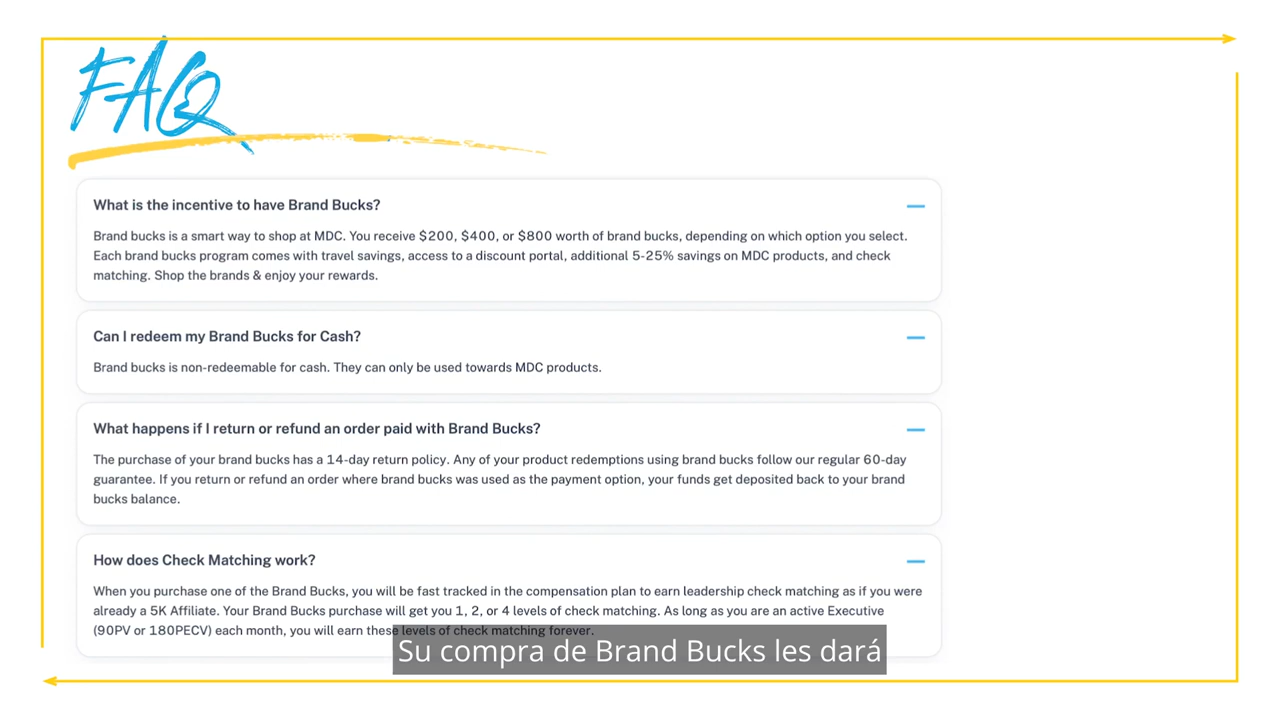 FAQ
What is the incentive to have Brand Bucks?
Brand bucks is a smart way to shop at MDC. You receive $200, $400, or $800 worth of brand bucks, depending on which option you select.
Each brand bucks program comes with travel savings, access to a discount portal, additional 5-25% savings on MDC products, and check
matching. Shop the brands & enjoy your rewards.
Can I redeem my Brand Bucks for Cash?
Brand bucks is non-redeemable for cash. They can only be used towards MDC products.
What happens if I return or refund an order paid with Brand Bucks?
The purchase of your brand bucks has a 14-day return policy. Any of your product redemptions using brand bucks follow our regular 60-day
guarantee. If you return or refund an order where brand bucks was used as the payment option, your funds get deposited back to your brand
bucks balance.
How does Check Matching work?
When you purchase one of the Brand Bucks, you will be fast tracked in the compensation plan to earn leadership check matching as if you were
already a 5K Affiliate. Your Brand Bucks purchase will get you 1, 2, or 4 levels of check matching. As long as you are an active Executive
(90PV or 180PECV) each month, you will earn these levels of check matching forever.
Su compra de Brand Bucks les dará